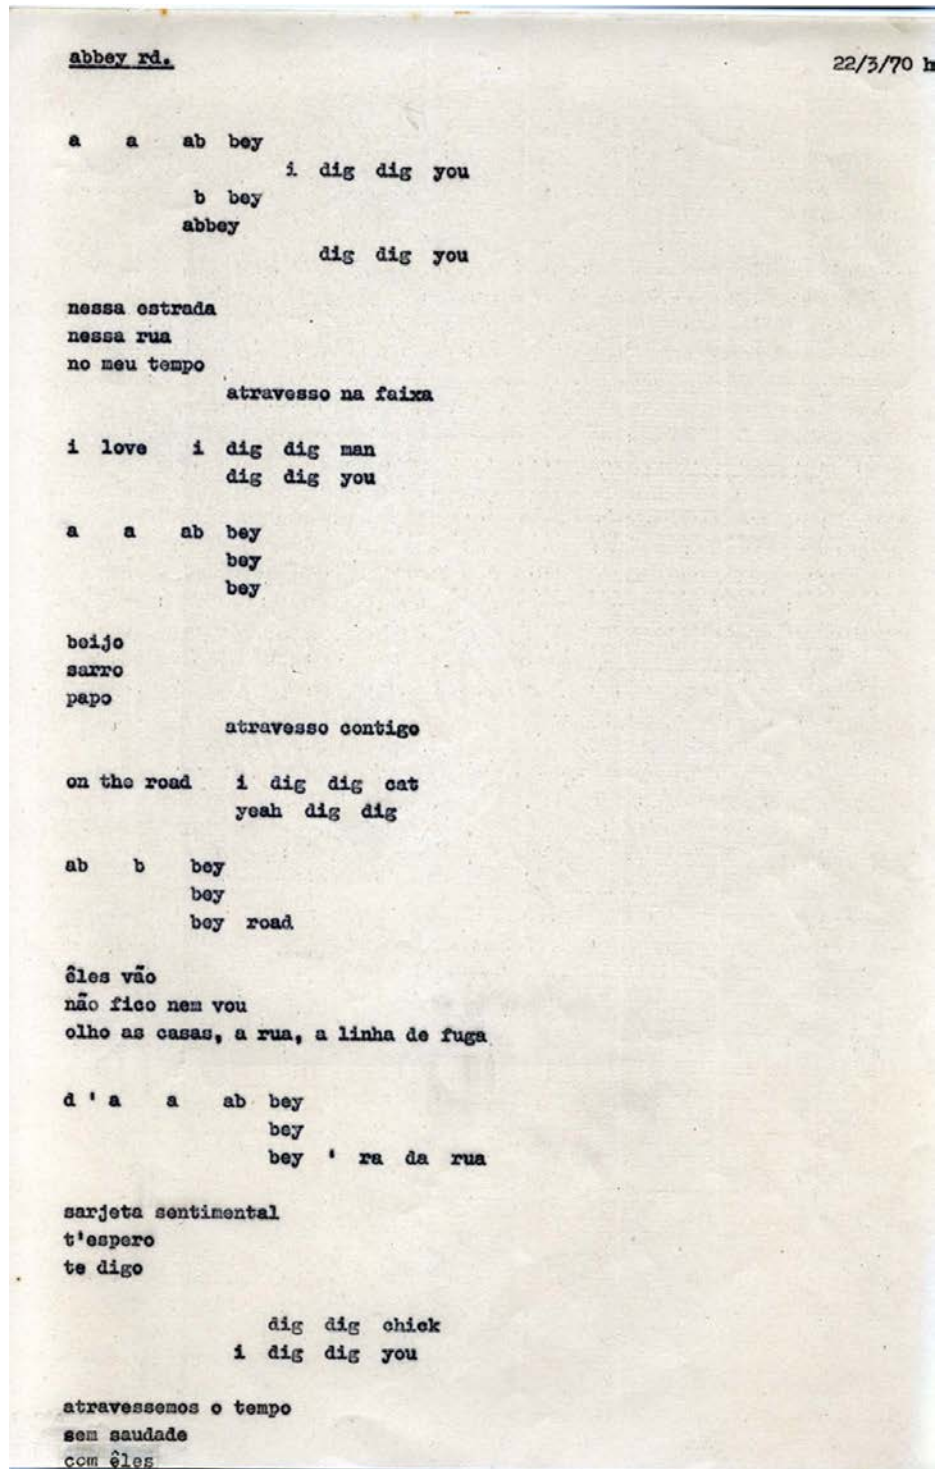 abbey rd.
22/3/70 h
a a ab bey
i dig dig you
b bey
abbey
dig dig you
nessa estrada
nessa rua
no meu tempo
atravesso na faixa
i love i dig dig man
dig dig you
a a ab bey
bey
bey
beijo
sarro
papo
atravesso contigo
on the road i dig dig cat
yeah dig dig
ab b bey
bey
bey road
êles vão
não fico nem vou
olho as casas, a rua, a linha de fuga
d ' a a ab bey
bey
bey ' ra da rua
sarjeta sentimental
t'espero
te digo
dig dig chick
i dig dig you
atravessemos o tempo
sem saudade
com êles